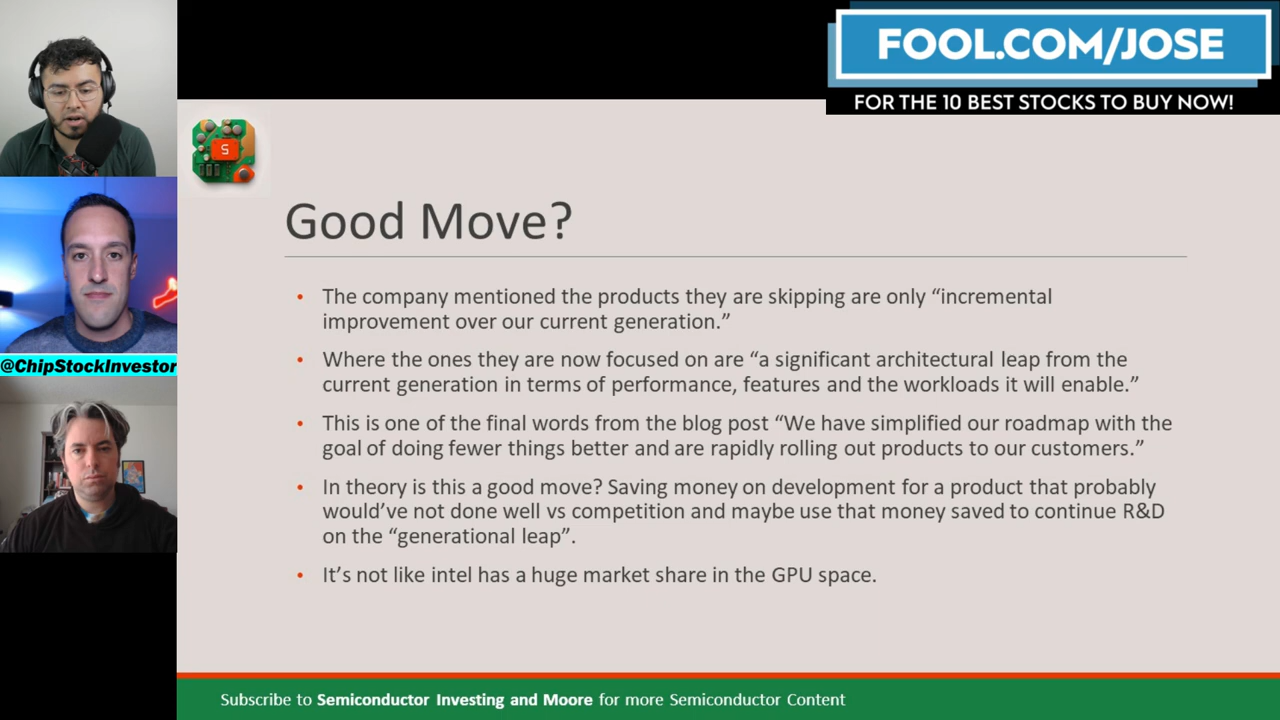 FOOL.COM/JOSE
FOR THE 10 BEST STOCKS TO BUY NOW!
S
Good Move?
• The company mentioned the products they are skipping are only “incremental
improvement over our current generation.”
• Where the ones they are now focused on are “a significant architectural leap from the
current generation in terms of performance, features and the workloads it will enable.”
• This is one of the final words from the blog post “We have simplified our roadmap with the
goal of doing fewer things better and are rapidly rolling out products to our customers.”
• In theory is this a good move? Saving money on development for a product that probably
would’ve not done well vs competition and maybe use that money saved to continue R&D
on the “generational leap”.
• It’s not like intel has a huge market share in the GPU space.
@ChipStockInvestor
Subscribe to Semiconductor Investing and Moore for more Semiconductor Content